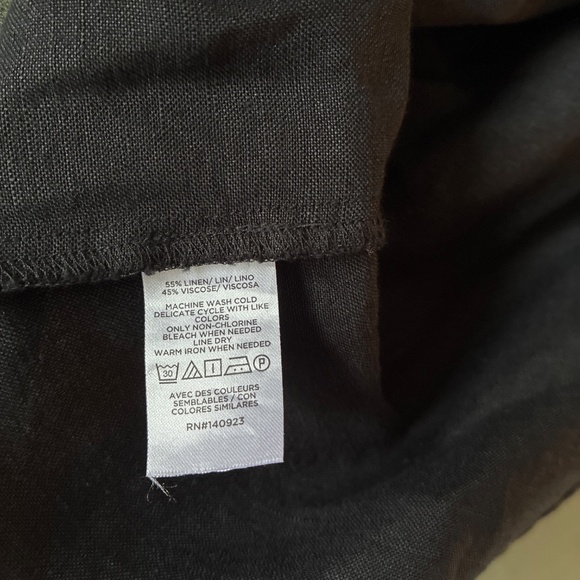 55% LINEN/ LIN/ LINO
45% VISCOSE/ VISCOSA
MACHINE WASH COLD
DELICATE CYCLE WITH LIKE
COLORS
ONLY NON-CHLORINE
BLEACH WHEN NEEDED
LINE DRY
WARM IRON WHEN NEEDED
30 P
AVEC DES COULEURS
SEMBLABLES / CON
COLORES SIMILARES
RN#140923